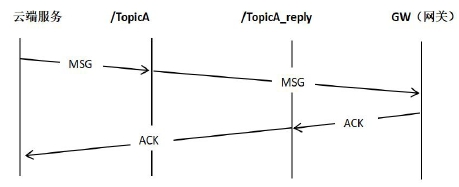 云端服务 /TopicA /TopicA_reply GW（网关）
MSG
MSG
ACK
ACK